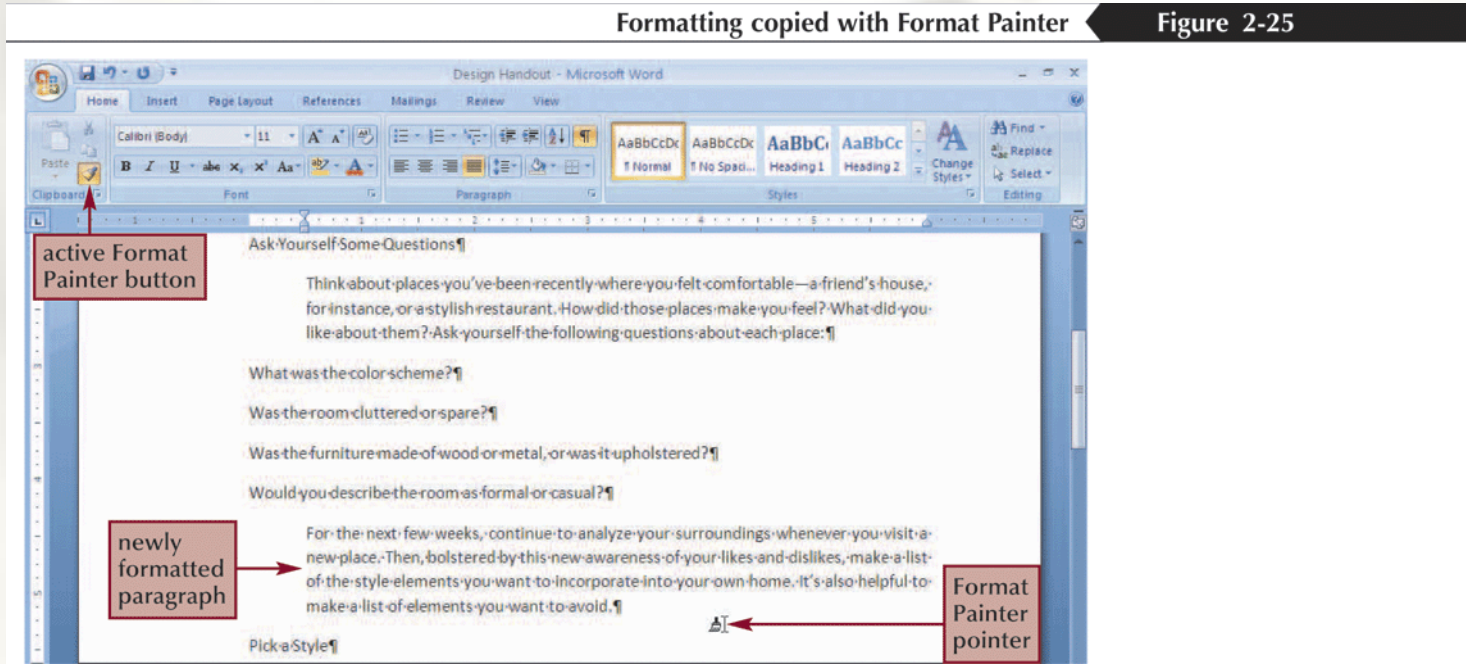 Formatting copied with Format Painter Figure 2-25
Design Handout - Microsoft Word
Home Insert Page Layout References Mailings Review View
Calibri (Body) 11
Find
Replace
Select
Paste
B I U abc x₂ x² Aa A
AaBbCcDc AaBbCcDc AaBbC AaBbCc
¶ Normal ¶ No Spaci... Heading 1 Heading 2
Change
Styles
Clipboard Font Paragraph Styles Editing
active Format
Painter button
Ask·Yourself·Some·Questions¶
Think·about·places·you've·been·recently·where·you·felt·comfortable—a·friend's·house,·
for·instance,·or·a·stylish·restaurant.·How·did·those·places·make·you·feel?·What·did·you·
like·about·them?·Ask·yourself·the·following·questions·about·each·place:¶
What·was·the·color·scheme?¶
Was·the·room·cluttered·or·spare?¶
Was·the·furniture·made·of·wood·or·metal,·or·was·it·upholstered?¶
Would·you·describe·the·room·as·formal·or·casual?¶
newly
formatted
paragraph
For·the·next·few·weeks,·continue·to·analyze·your·surroundings·whenever·you·visit·a·
new·place.·Then,·bolstered·by·this·new·awareness·of·your·likes·and·dislikes,·make·a·list·
of·the·style·elements·you·want·to·incorporate·into·your·own·home.·It's·also·helpful·to·
make·a·list·of·elements·you·want·to·avoid.¶
Format
Painter
pointer
Pick·a·Style¶